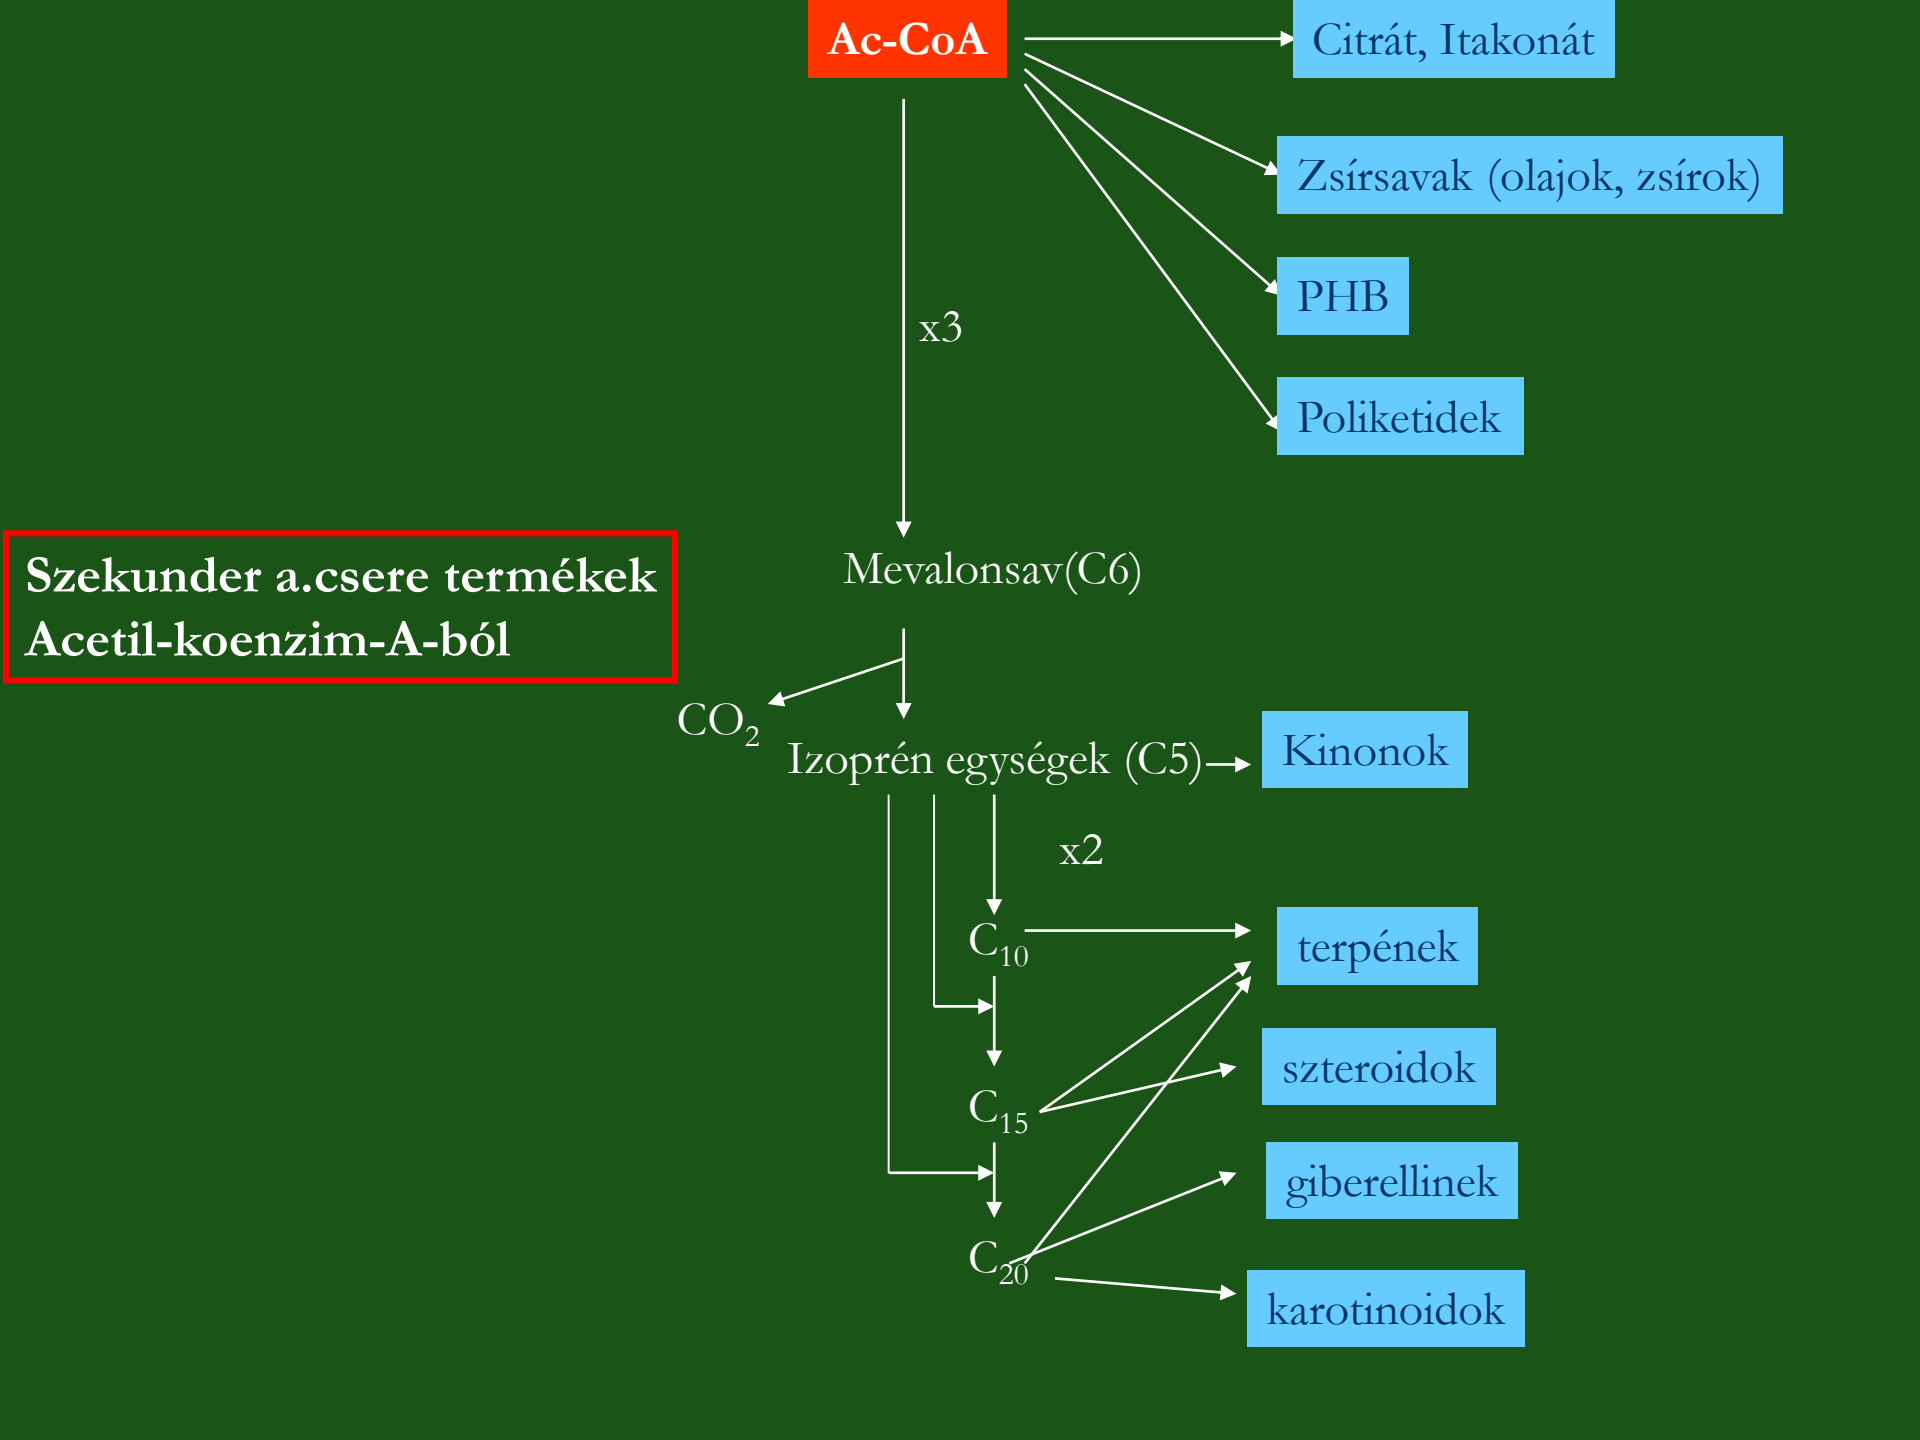 Ac-CoA
Citrát, Itakonát
Zsírsavak (olajok, zsírok)
PHB
x3
Poliketidek
Mevalonsav(C6)
Szekunder a.csere termékek
Acetil-koenzim-A-ból
CO₂
Izoprén egységek (C5)
Kinonok
x2
C₁₀
terpének
szteroidok
C₁₅
giberellinek
C₂₀
karotinoidok